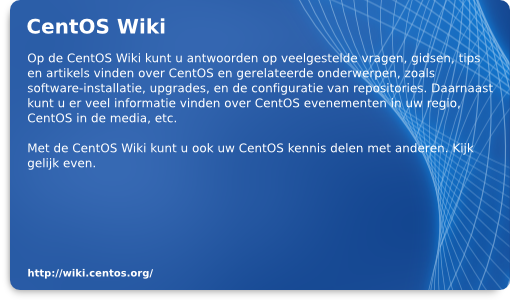 CentOS Wiki
Op de CentOS Wiki kunt u antwoorden op veelgestelde vragen, gidsen, tips
en artikels vinden over CentOS en gerelateerde onderwerpen, zoals
software-installatie, upgrades, en de configuratie van repositories. Daarnaast
kunt u er veel informatie vinden over CentOS evenementen in uw regio,
CentOS in de media, etc.
Met de CentOS Wiki kunt u ook uw CentOS kennis delen met anderen. Kijk
gelijk even.
http://wiki.centos.org/